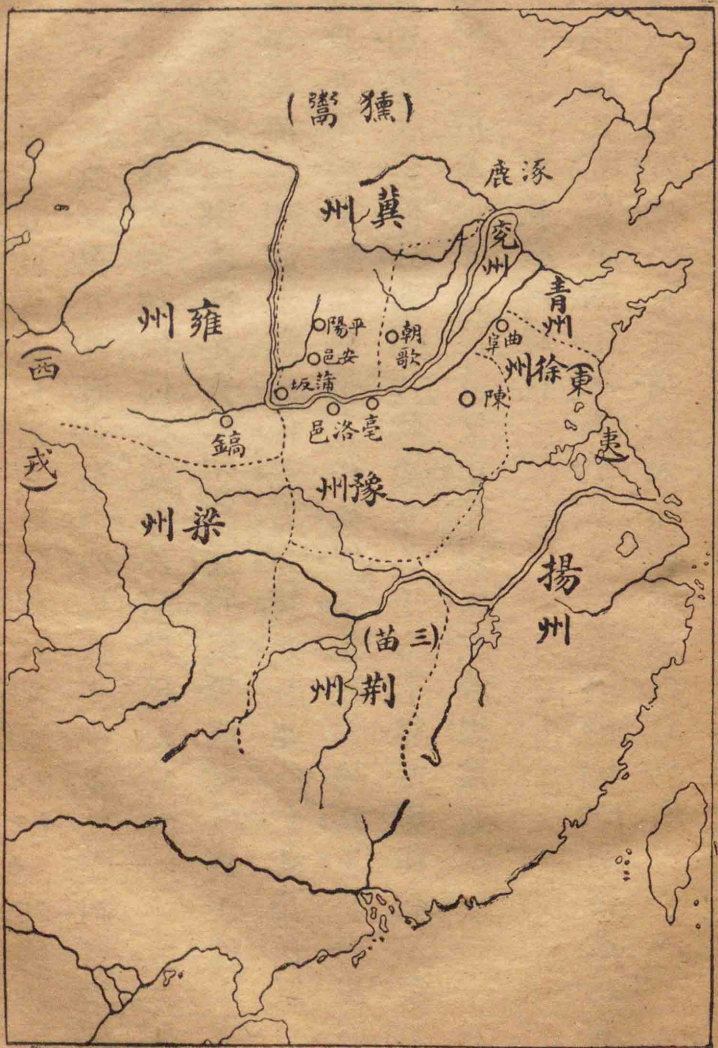 (獯鬻)
涿鹿
冀州
兗州
青州
雍州
平陽
安邑
朝歌
曲阜
徐州
(東夷)
(西戎)
蒲坂
陳
亳
洛邑
鎬
豫州
梁州
揚州
(三苗)
荆州